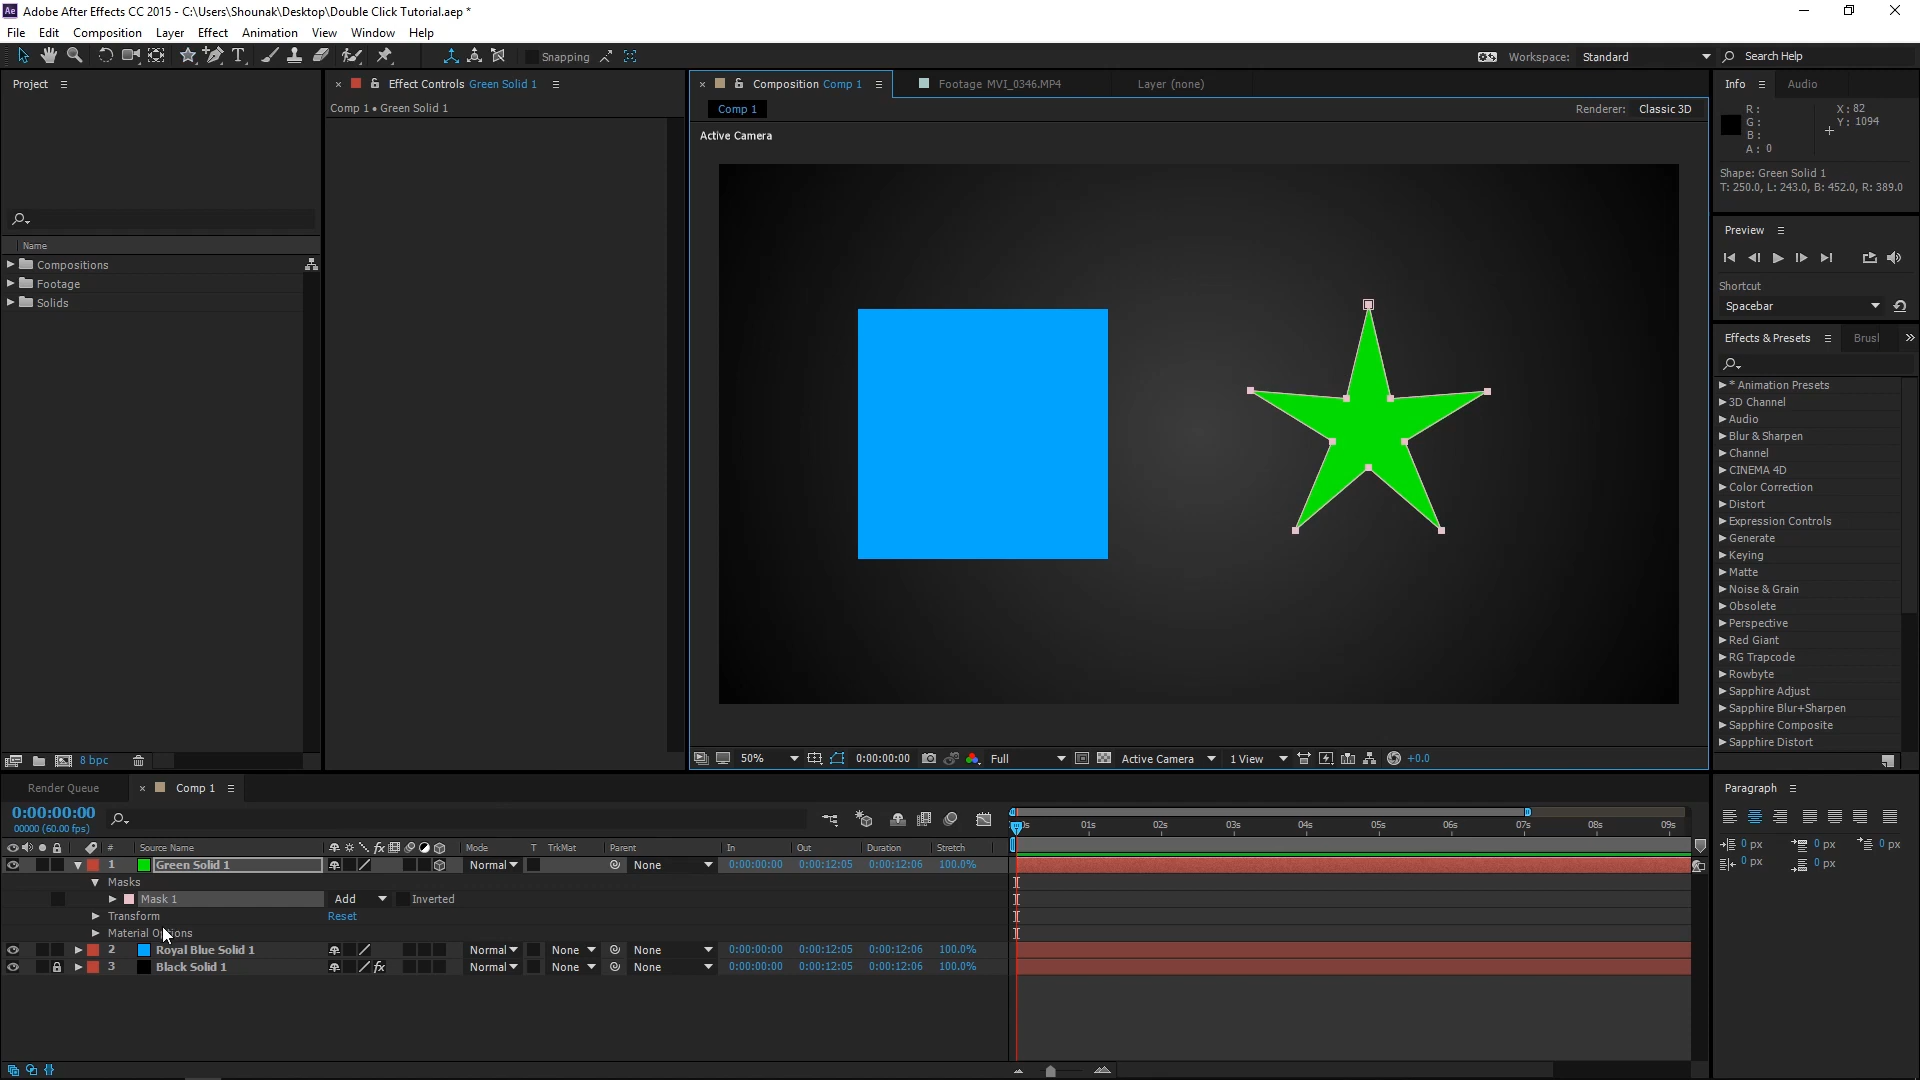 Adobe After Effects CC 2015 - C:\Users\Shounak\Desktop\Double Click Tutorial.aep *
File Edit Composition Layer Effect Animation View Window Help
Snapping
Workspace: Standard
Search Help
Project
Name
Compositions
Footage
Solids
8 bpc
Effect Controls Green Solid 1
Comp 1 • Green Solid 1
Composition Comp 1
Footage MVI_0346.MP4
Layer (none)
Comp 1
Renderer: Classic 3D
Active Camera
50%
0:00:00:00
Full
Active Camera
1 View
+0.0
Info Audio
R:
G:
B:
A: 0
X: 82
Y: 1094
Shape: Green Solid 1
T: 250.0, L: 243.0, B: 452.0, R: 389.0
Preview
Shortcut
Spacebar
Effects & Presets Brusl
* Animation Presets
3D Channel
Audio
Blur & Sharpen
Channel
CINEMA 4D
Color Correction
Distort
Expression Controls
Generate
Keying
Matte
Noise & Grain
Obsolete
Perspective
Red Giant
RG Trapcode
Rowbyte
Sapphire Adjust
Sapphire Blur+Sharpen
Sapphire Composite
Sapphire Distort
Render Queue
Comp 1
0:00:00:00
00000 (60.00 fps)
# Source Name Mode T TrkMat Parent In Out Duration Stretch
01s 02s 03s 04s 05s 06s 07s 08s 09s
1 Green Solid 1 Normal None 0:00:00:00 0:00:12:05 0:00:12:06 100.0%
Masks
Mask 1 Add Inverted
Transform Reset
Material Options
2 Royal Blue Solid 1 Normal None None 0:00:00:00 0:00:12:05 0:00:12:06 100.0%
3 Black Solid 1 fx Normal None None 0:00:00:00 0:00:12:05 0:00:12:06 100.0%
Paragraph
0 px 0 px 0 px
0 px 0 px